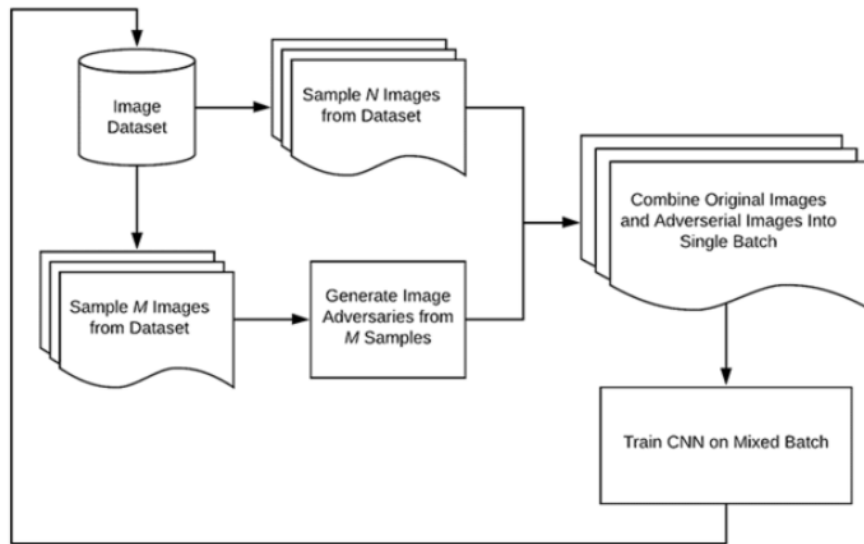 Image
Dataset
Sample N Images
from Dataset
Sample M Images
from Dataset
Generate Image
Adversaries from
M Samples
Combine Original Images
and Adverserial Images Into
Single Batch
Train CNN on Mixed Batch